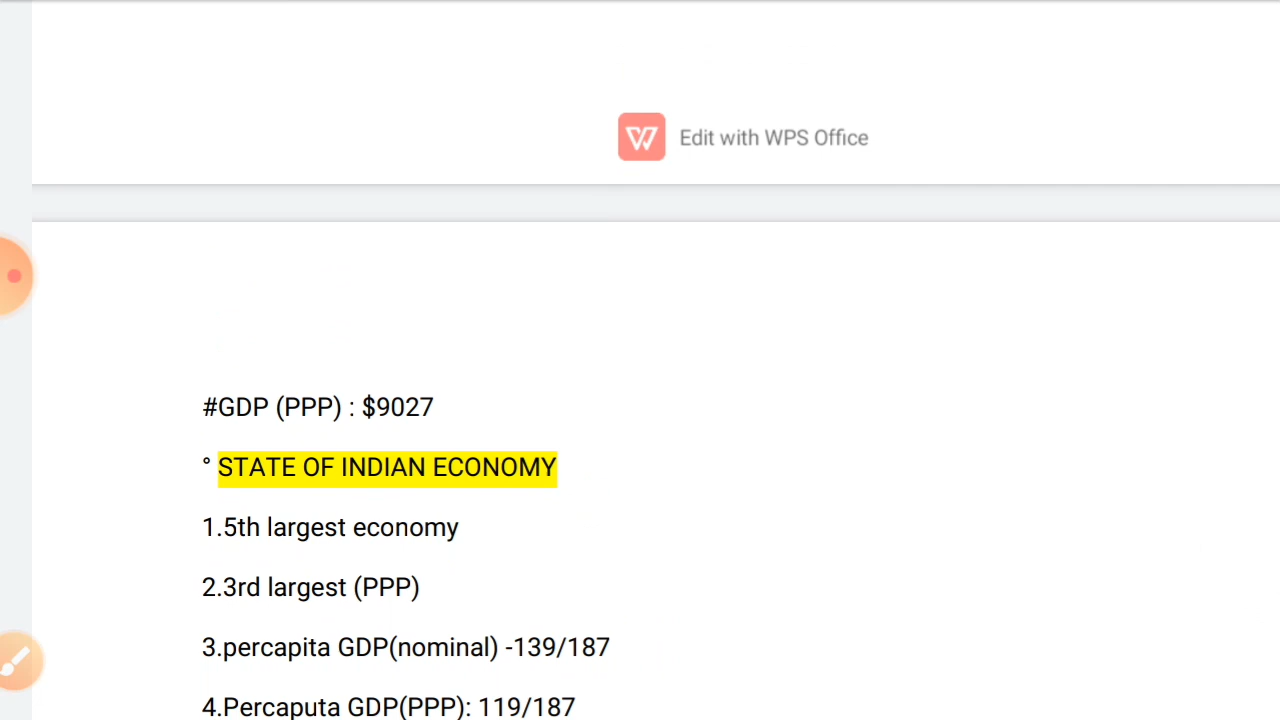 Edit with WPS Office
#GDP (PPP) : $9027
° STATE OF INDIAN ECONOMY
1.5th largest economy
2.3rd largest (PPP)
3.percapita GDP(nominal) -139/187
4.Percaputa GDP(PPP): 119/187